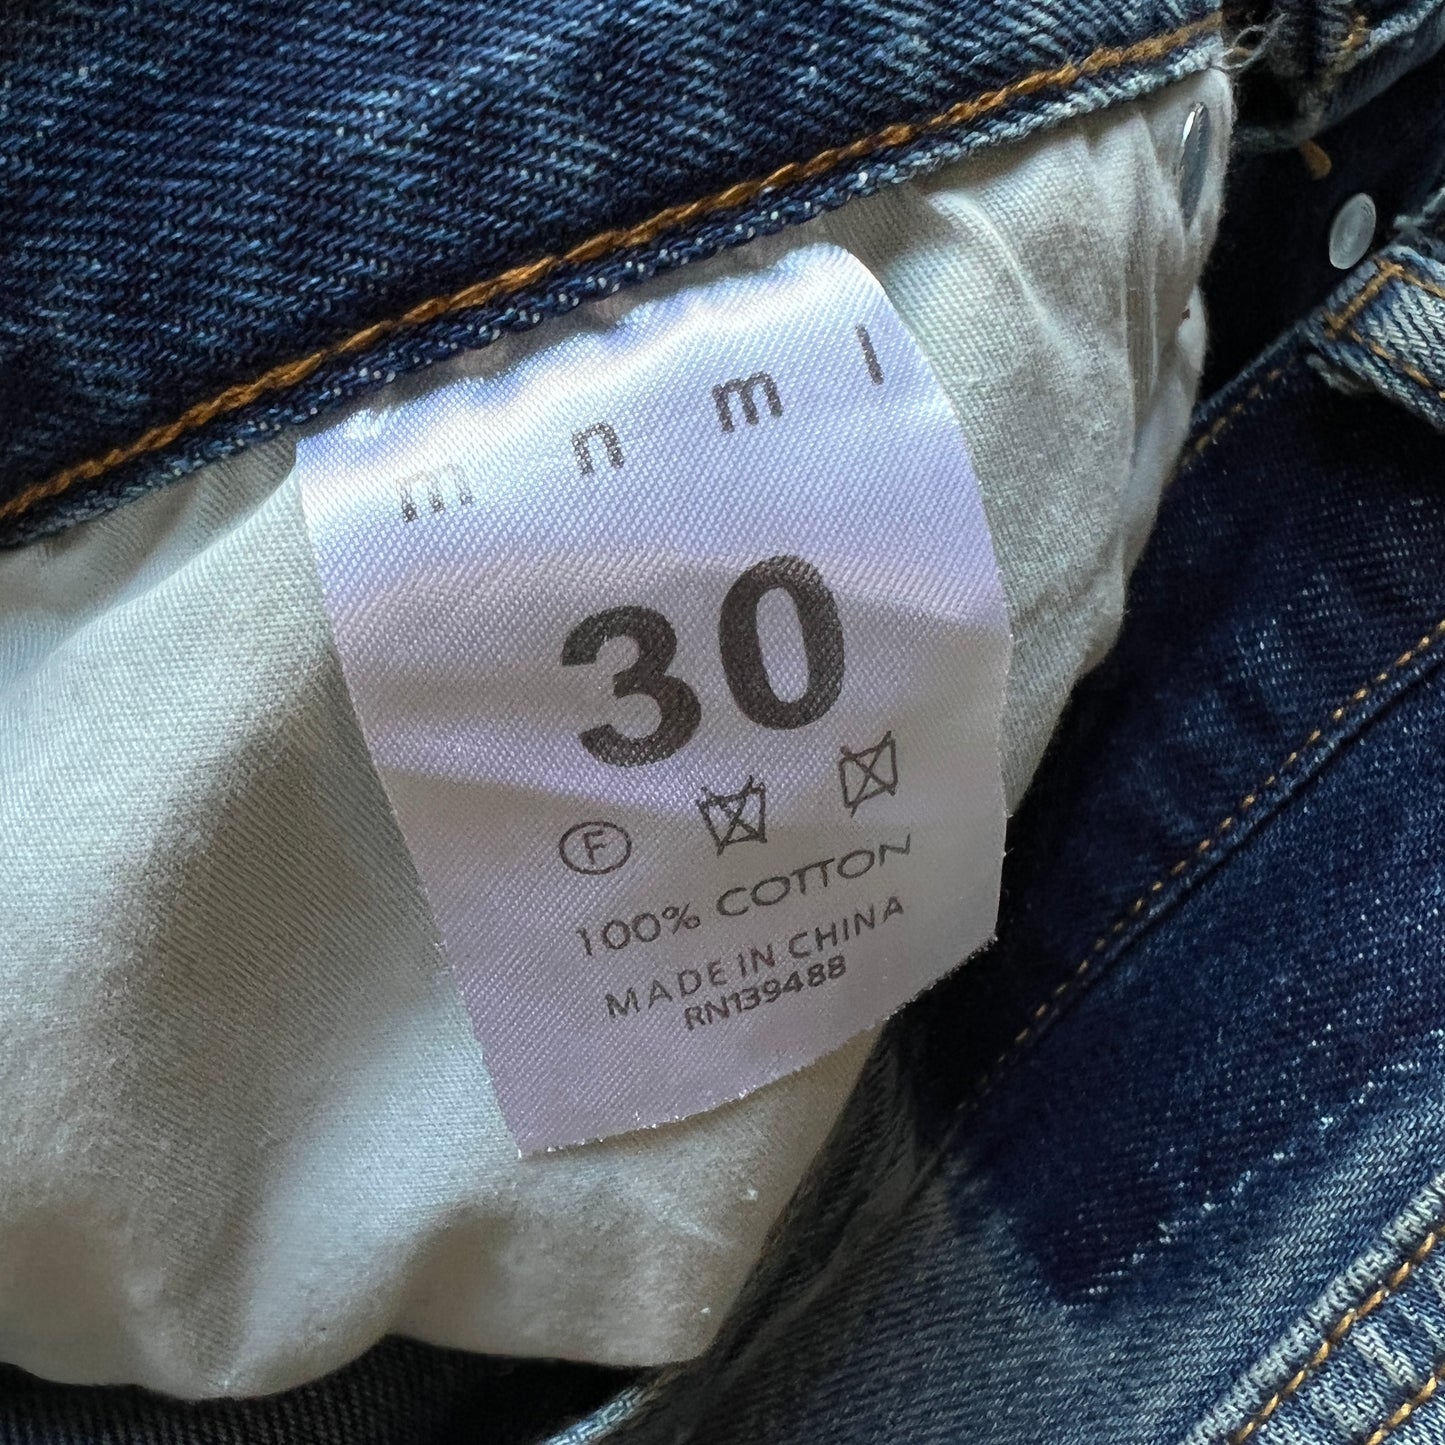 m n m l
30
F
100% COTTON
MADE IN CHINA
RN139488